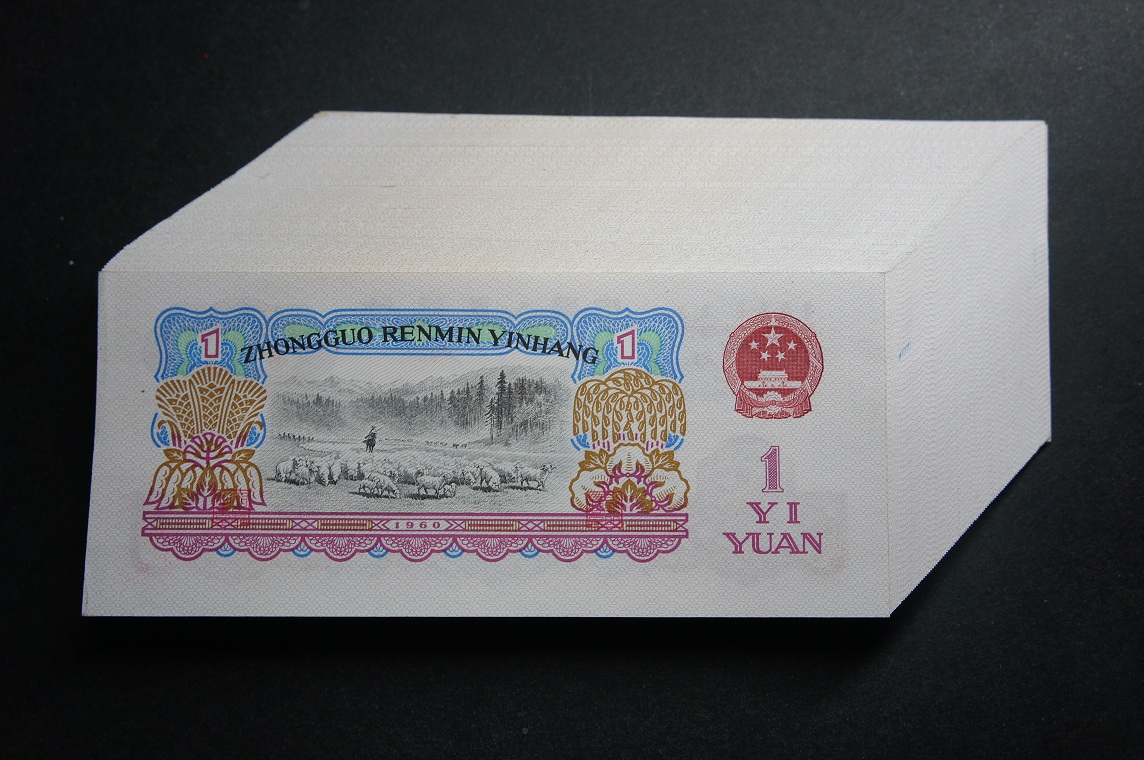 1
ZHONGGUO RENMIN YINHANG
1
1960
1
YI
YUAN